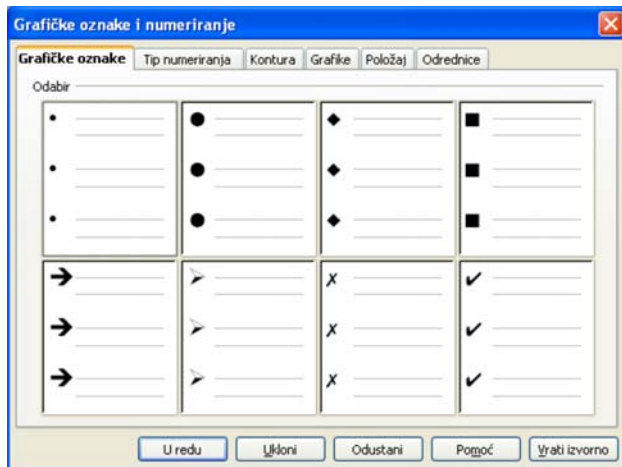 Grafičke oznake i numeriranje
Grafičke oznake Tip numeriranja Kontura Grafike Položaj Odrednice
Odabir
U redu Ukloni Odustani Pomoć Vrati izvorno